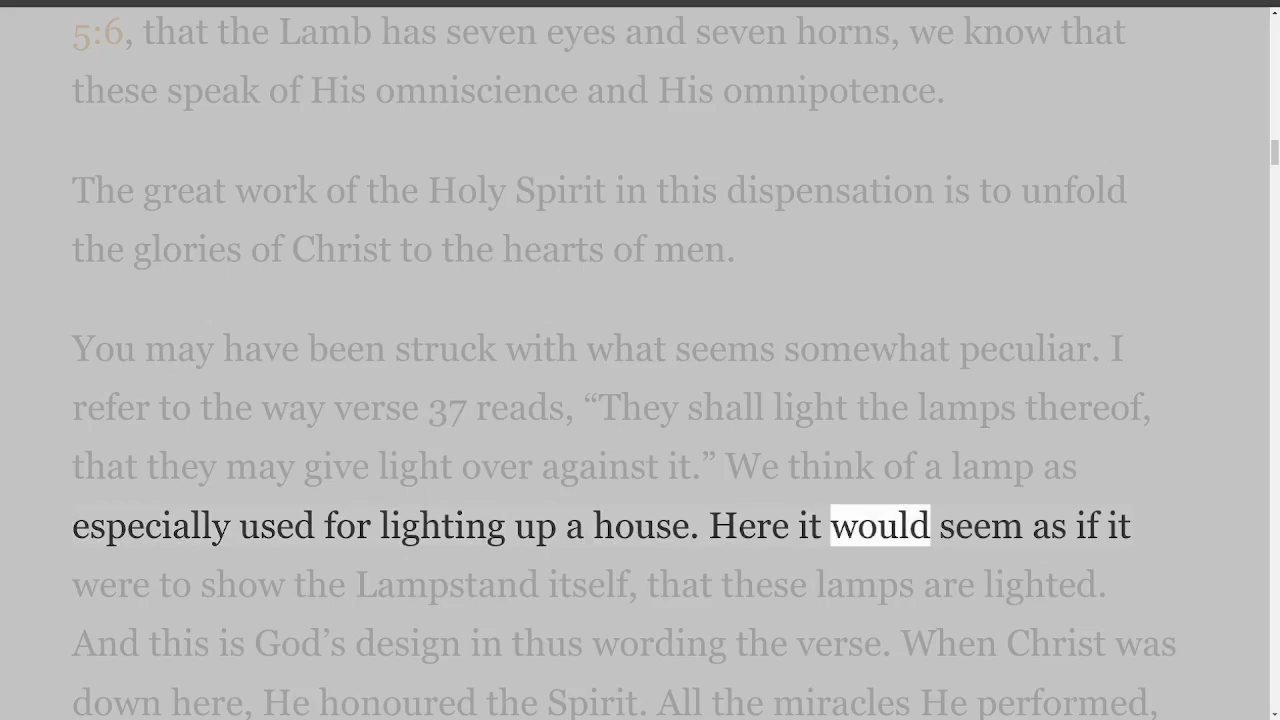 5:6, that the Lamb has seven eyes and seven horns, we know that
these speak of His omniscience and His omnipotence.
The great work of the Holy Spirit in this dispensation is to unfold
the glories of Christ to the hearts of men.
You may have been struck with what seems somewhat peculiar. I
refer to the way verse 37 reads, “They shall light the lamps thereof,
that they may give light over against it.” We think of a lamp as
especially used for lighting up a house. Here it would seem as if it
were to show the Lampstand itself, that these lamps are lighted.
And this is God’s design in thus wording the verse. When Christ was
down here, He honoured the Spirit. All the miracles He performed,